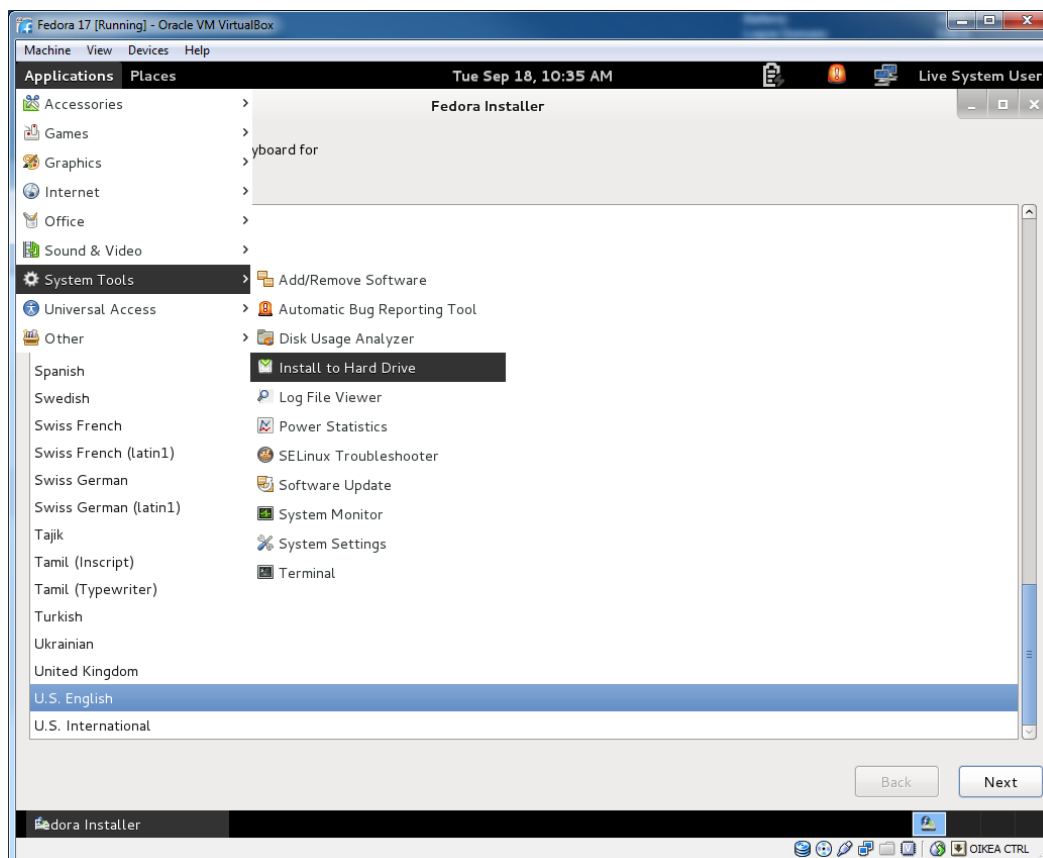 Fedora 17 [Running] - Oracle VM VirtualBox
Machine View Devices Help
Applications Places Tue Sep 18, 10:35 AM Live System User
Accessories
Fedora Installer
Games
yboard for
Graphics
Internet
Office
Sound & Video
System Tools
Add/Remove Software
Universal Access
Automatic Bug Reporting Tool
Other
Disk Usage Analyzer
Install to Hard Drive
Spanish
Log File Viewer
Swedish
Power Statistics
Swiss French
SELinux Troubleshooter
Swiss French (latin1)
Software Update
Swiss German
System Monitor
Swiss German (latin1)
System Settings
Tajik
Terminal
Tamil (Inscript)
Tamil (Typewriter)
Turkish
Ukrainian
United Kingdom
U.S. English
U.S. International
Back Next
Fedora Installer
OIKEA CTRL